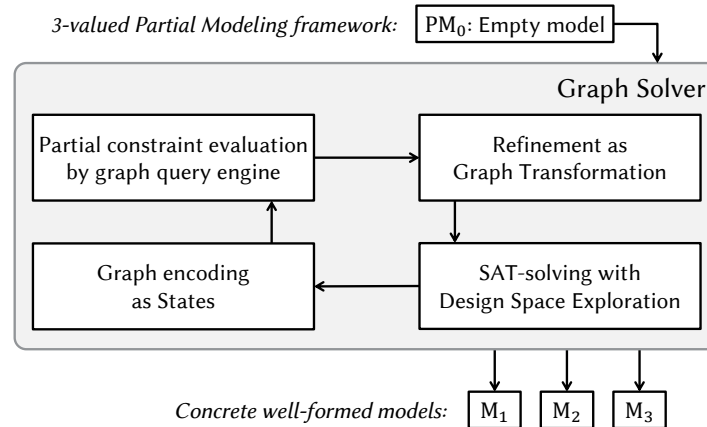 3-valued Partial Modeling framework: PM₀: Empty model
Graph Solver
Partial constraint evaluation
by graph query engine
Refinement as
Graph Transformation
Graph encoding
as States
SAT-solving with
Design Space Exploration
Concrete well-formed models: M₁ M₂ M₃